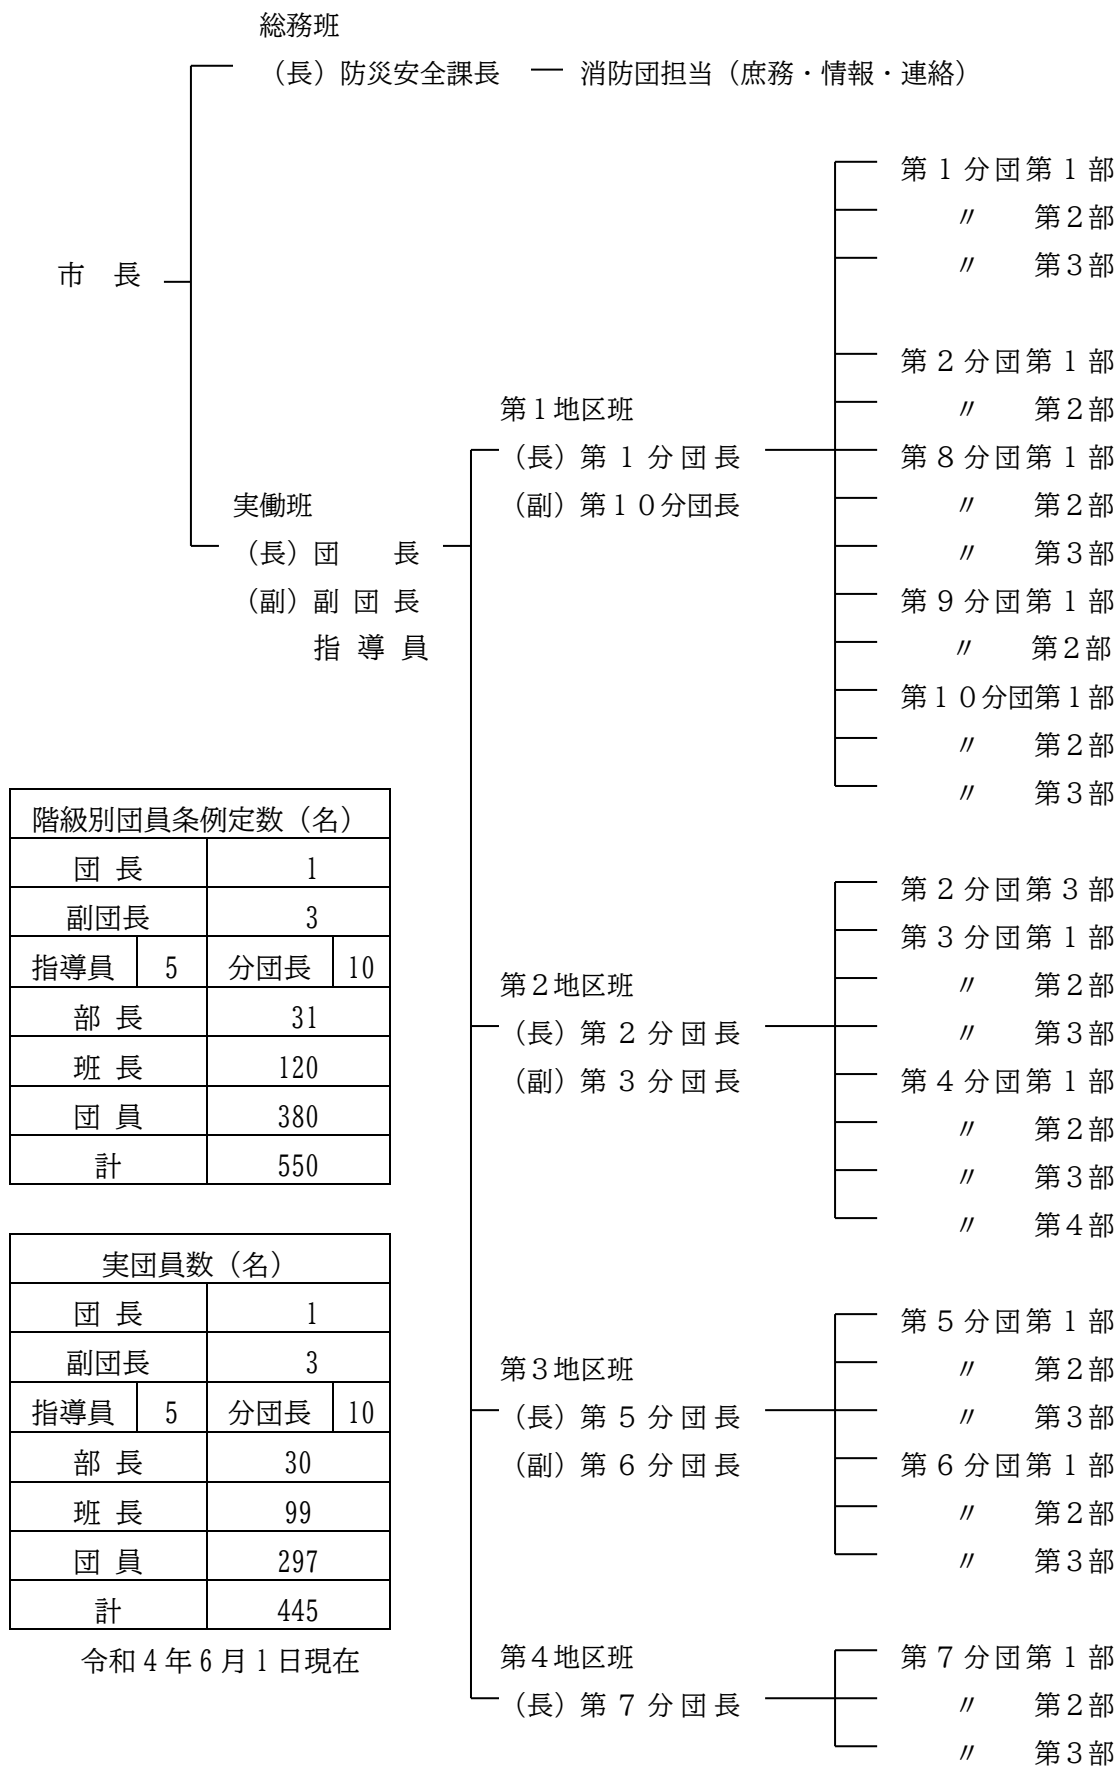 総務班
（長）防災安全課長 ― 消防団担当（庶務・情報・連絡）
市　長
実働班
（長）団　　長
（副）副 団 長
指 導 員
第１地区班
（長）第 １ 分 団 長
（副）第１０分団長
第１分団第１部
〃　第２部
〃　第３部
第２分団第１部
〃　第２部
第８分団第１部
〃　第２部
〃　第３部
第９分団第１部
〃　第２部
第１０分団第１部
〃　第２部
〃　第３部
第２地区班
（長）第 ２ 分 団 長
（副）第 ３ 分 団 長
第２分団第３部
第３分団第１部
〃　第２部
〃　第３部
第４分団第１部
〃　第２部
〃　第３部
〃　第４部
第３地区班
（長）第 ５ 分 団 長
（副）第 ６ 分 団 長
第５分団第１部
〃　第２部
〃　第３部
第６分団第１部
〃　第２部
〃　第３部
第４地区班
（長）第 ７ 分 団 長
第７分団第１部
〃　第２部
〃　第３部
階級別団員条例定数（名）
団 長 1
副団長 3
指導員 5 分団長 10
部 長 31
班 長 120
団 員 380
計 550
実団員数（名）
団 長 1
副団長 3
指導員 5 分団長 10
部 長 30
班 長 99
団 員 297
計 445
令和４年６月１日現在